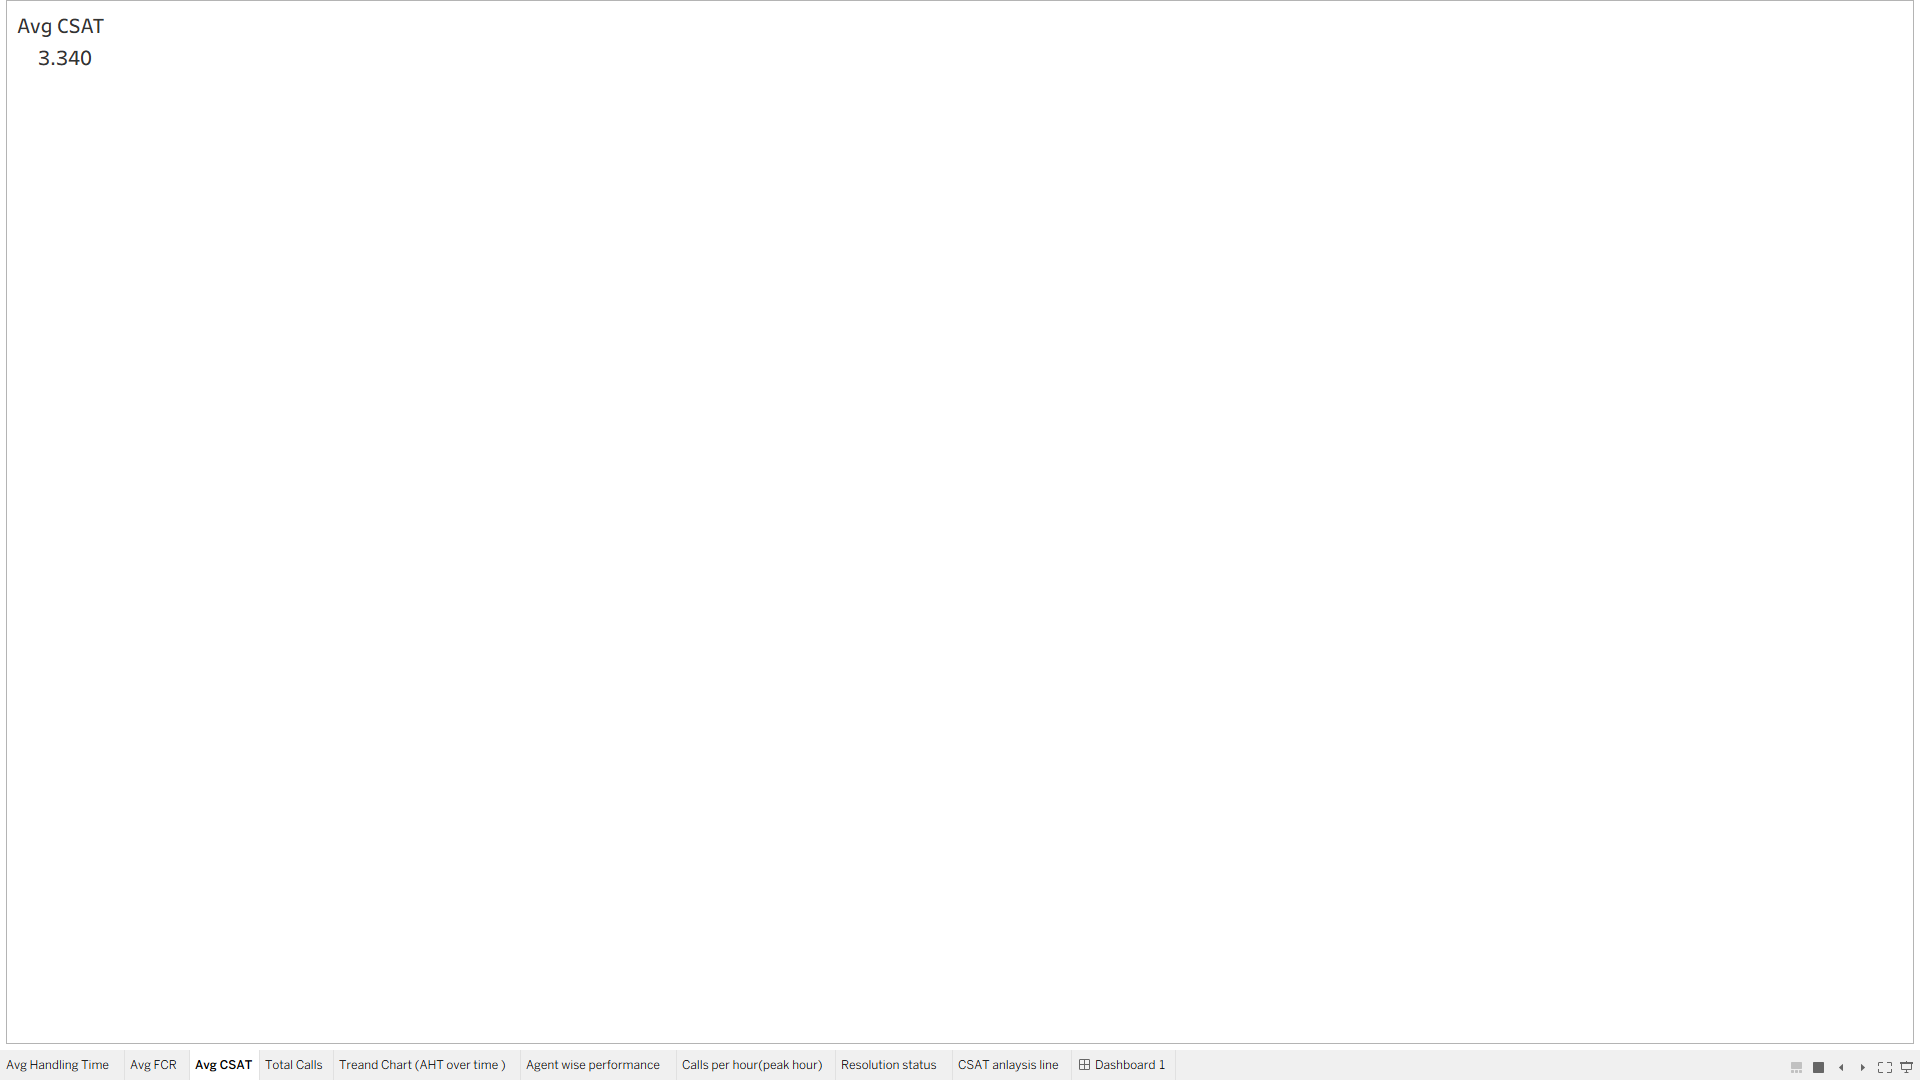 Avg CSAT
3.340
Avg Handling Time
Avg FCR
Avg CSAT
Total Calls
Treand Chart (AHT over time )
Agent wise performance
Calls per hour(peak hour)
Resolution status
CSAT anlaysis line
Dashboard 1